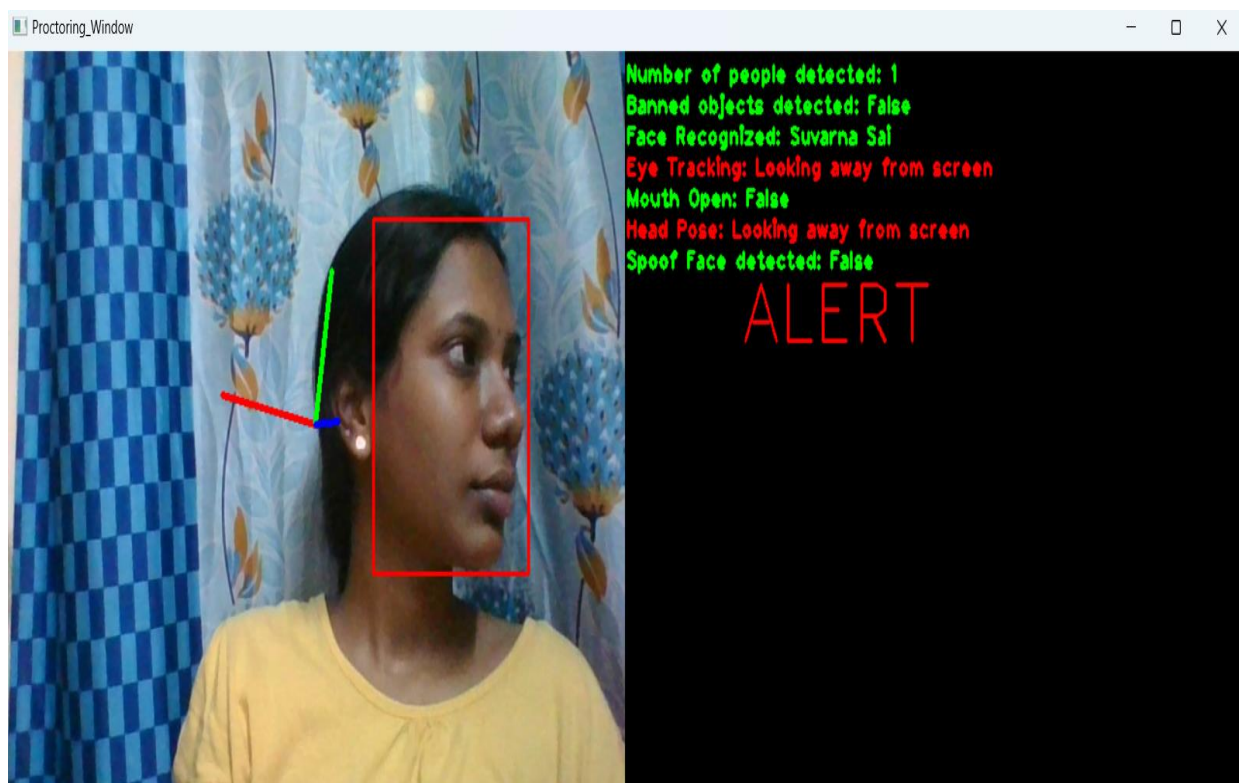 Proctoring_Window
Number of people detected: 1
Banned objects detected: False
Face Recognized: Suvarna Sai
Eye Tracking: Looking away from screen
Mouth Open: False
Head Pose: Looking away from screen
Spoof Face detected: False
ALERT